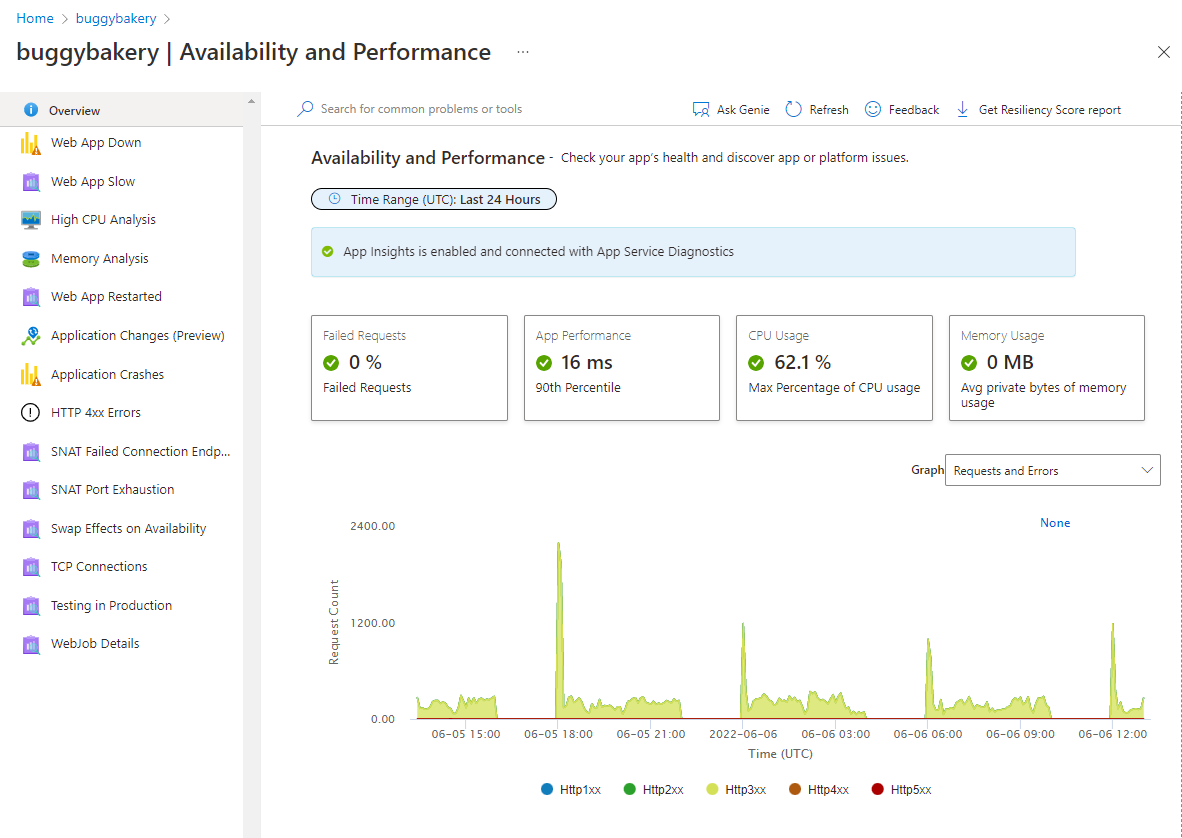 Home > buggybakery >
buggybakery | Availability and Performance ...
Overview
Web App Down
Web App Slow
High CPU Analysis
Memory Analysis
Web App Restarted
Application Changes (Preview)
Application Crashes
HTTP 4xx Errors
SNAT Failed Connection Endp...
SNAT Port Exhaustion
Swap Effects on Availability
TCP Connections
Testing in Production
WebJob Details
Search for common problems or tools
Ask Genie Refresh Feedback Get Resiliency Score report
Availability and Performance - Check your app's health and discover app or platform issues.
Time Range (UTC): Last 24 Hours
App Insights is enabled and connected with App Service Diagnostics
Failed Requests
0 %
Failed Requests
App Performance
16 ms
90th Percentile
CPU Usage
62.1 %
Max Percentage of CPU usage
Memory Usage
0 MB
Avg private bytes of memory
usage
Graph Requests and Errors
None
Request Count
2400.00
1200.00
0.00
06-05 15:00 06-05 18:00 06-05 21:00 2022-06-06 06-06 03:00 06-06 06:00 06-06 09:00 06-06 12:00
Time (UTC)
Http1xx Http2xx Http3xx Http4xx Http5xx